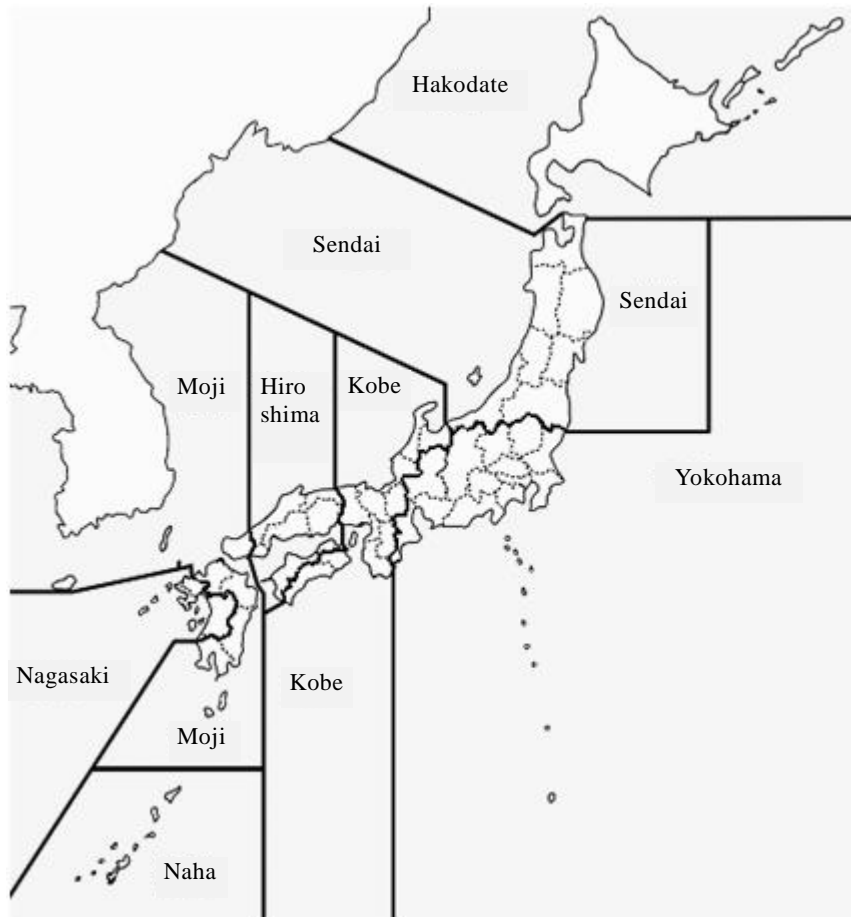 Hakodate
Sendai
Sendai
Moji
Hiro
shima
Kobe
Yokohama
Nagasaki
Kobe
Moji
Naha